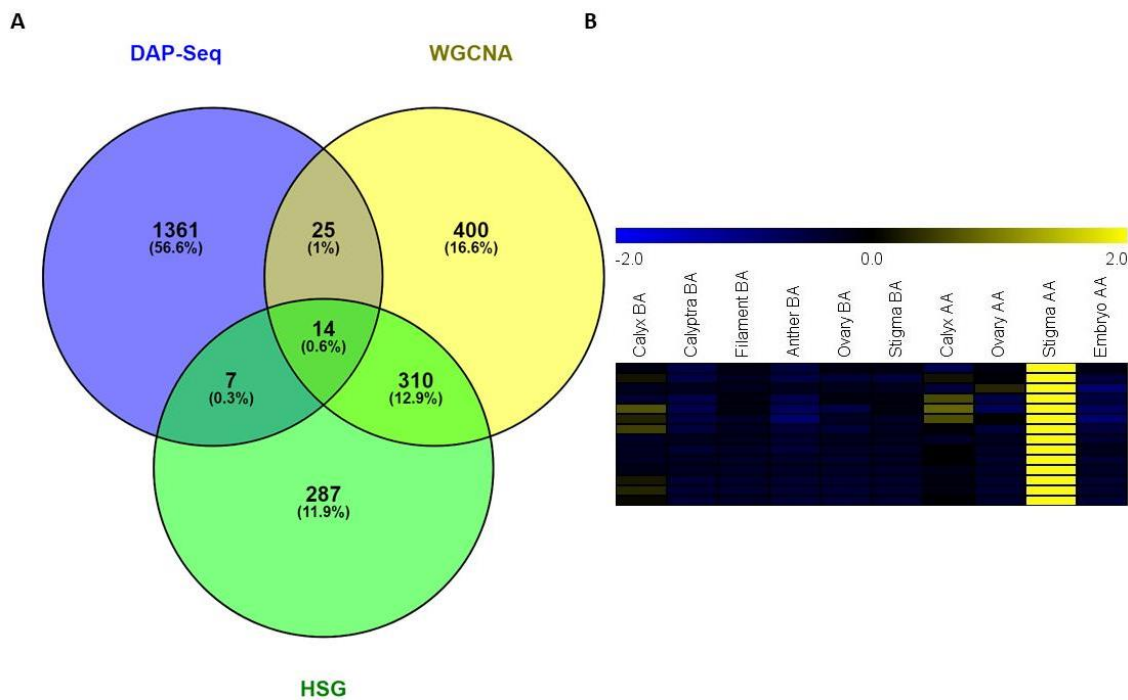 A
B
DAP-Seq
WGCNA
1361
(56.6%)
25
(1%)
400
(16.6%)
14
(0.6%)
7
(0.3%)
310
(12.9%)
287
(11.9%)
HSG
-2.0
0.0
2.0
Calyx BA
Calyptra BA
Filament BA
Anther BA
Ovary BA
Stigma BA
Calyx AA
Ovary AA
Stigma AA
Embryo AA